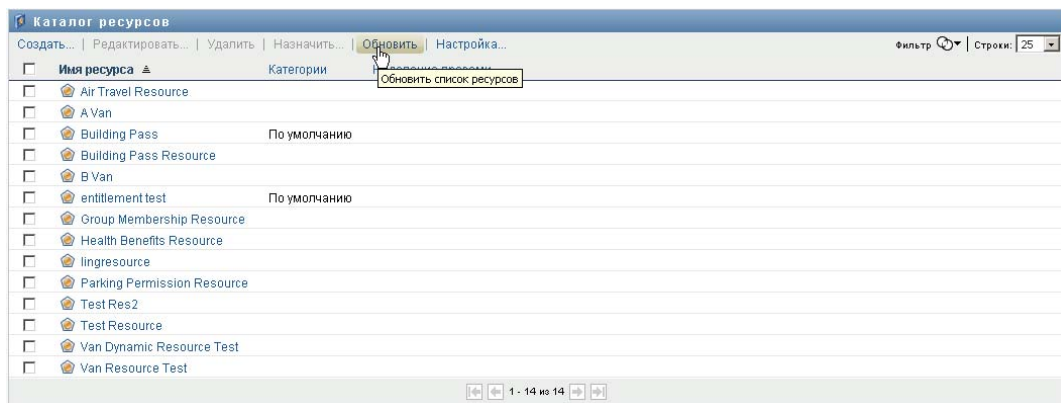 Каталог ресурсов
Создать... | Редактировать... | Удалить | Назначить... | Обновить | Настройка...
Фильтр | Строки: 25
Имя ресурса Категории
Обновить список ресурсов
Air Travel Resource
A Van
Building Pass По умолчанию
Building Pass Resource
B Van
entitlement test По умолчанию
Group Membership Resource
Health Benefits Resource
lingresource
Parking Permission Resource
Test Res2
Test Resource
Van Dynamic Resource Test
Van Resource Test
1 - 14 из 14